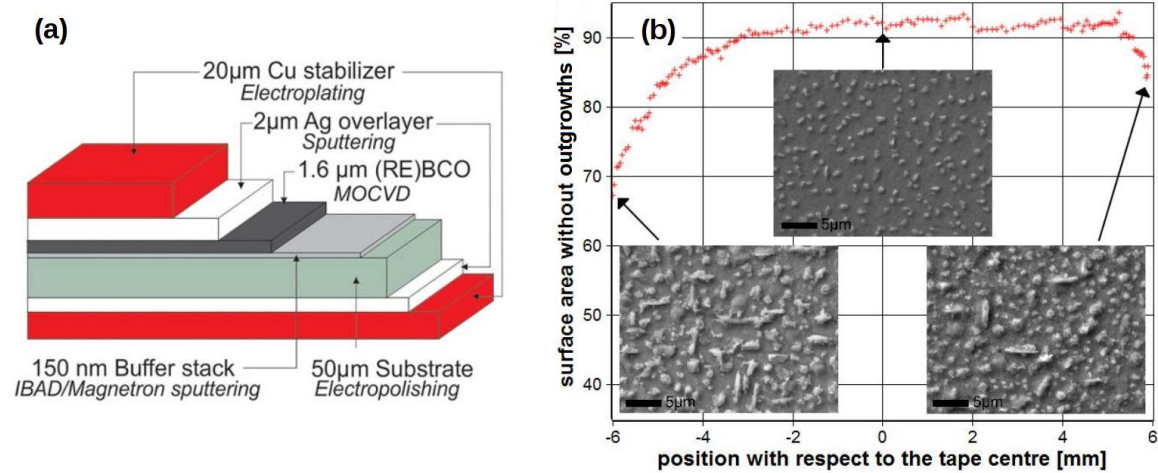 (a)
20µm Cu stabilizer
Electroplating
2µm Ag overlayer
Sputtering
1.6 µm (RE)BCO
MOCVD
150 nm Buffer stack
IBAD/Magnetron sputtering
50µm Substrate
Electropolishing
(b)
surface area without outgrowths [%]
90
80
70
60
50
40
5µm
5µm
5µm
-6
-4
-2
0
2
4
6
position with respect to the tape centre [mm]